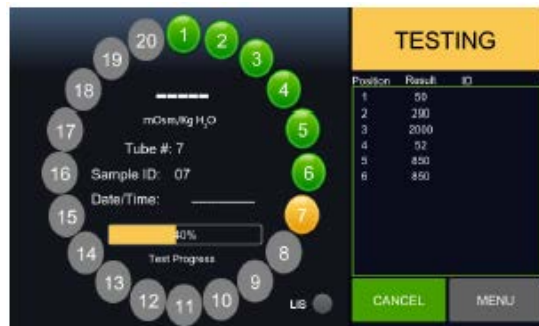 1 2 3 4 5 6 7 8 9 10 11 12 13 14 15 16 17 18 19 20
-----
mOsm/Kg H₂O
Tube #: 7
Sample ID: 07
Date/Time: ________
40%
Test Progress
LIS
TESTING
Position Result ID
1 50
2 290
3 2000
4 52
5 850
6 850
CANCEL MENU